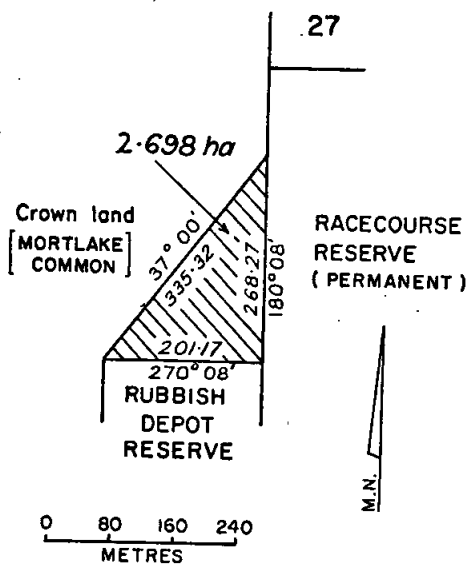 27
2·698 ha
Crown land
[MORTLAKE]
COMMON
37° 00'
335·32
268·27
180° 08'
RACECOURSE
RESERVE
( PERMANENT )
201·17
270° 08'
RUBBISH
DEPOT
RESERVE
M.N.
0 80 160 240
METRES